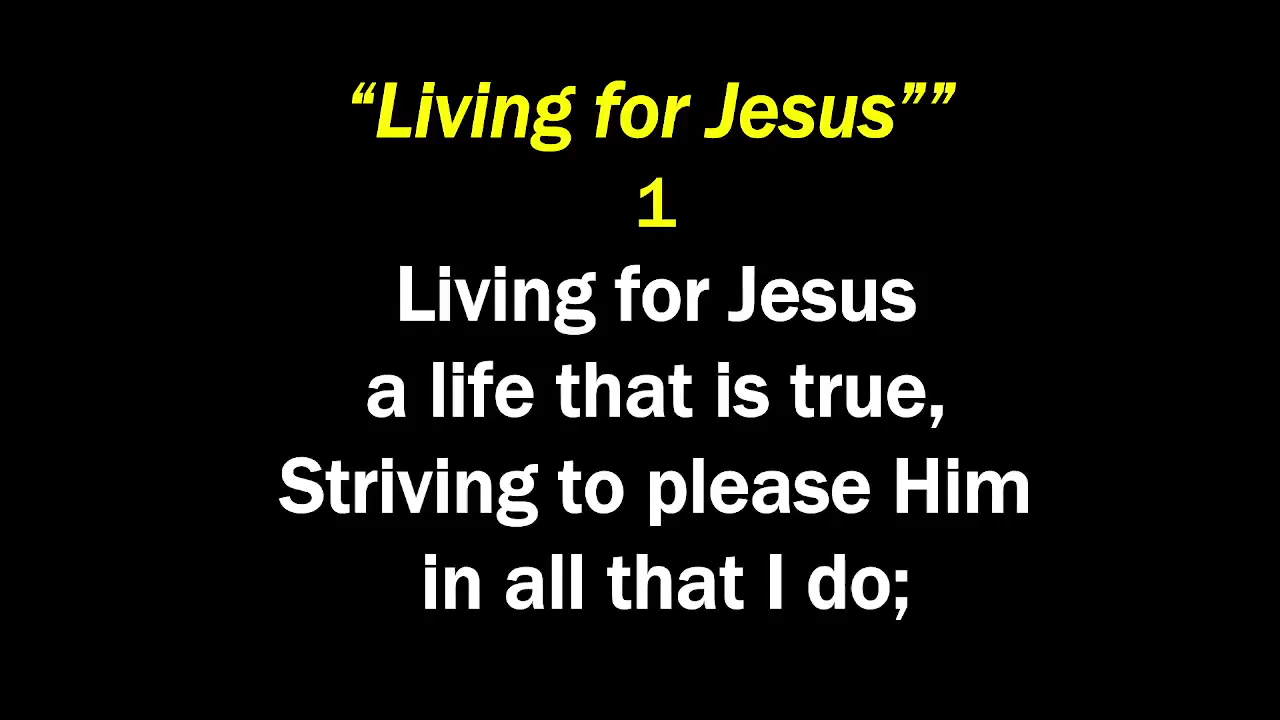 “Living for Jesus””
1
Living for Jesus
a life that is true,
Striving to please Him
in all that I do;